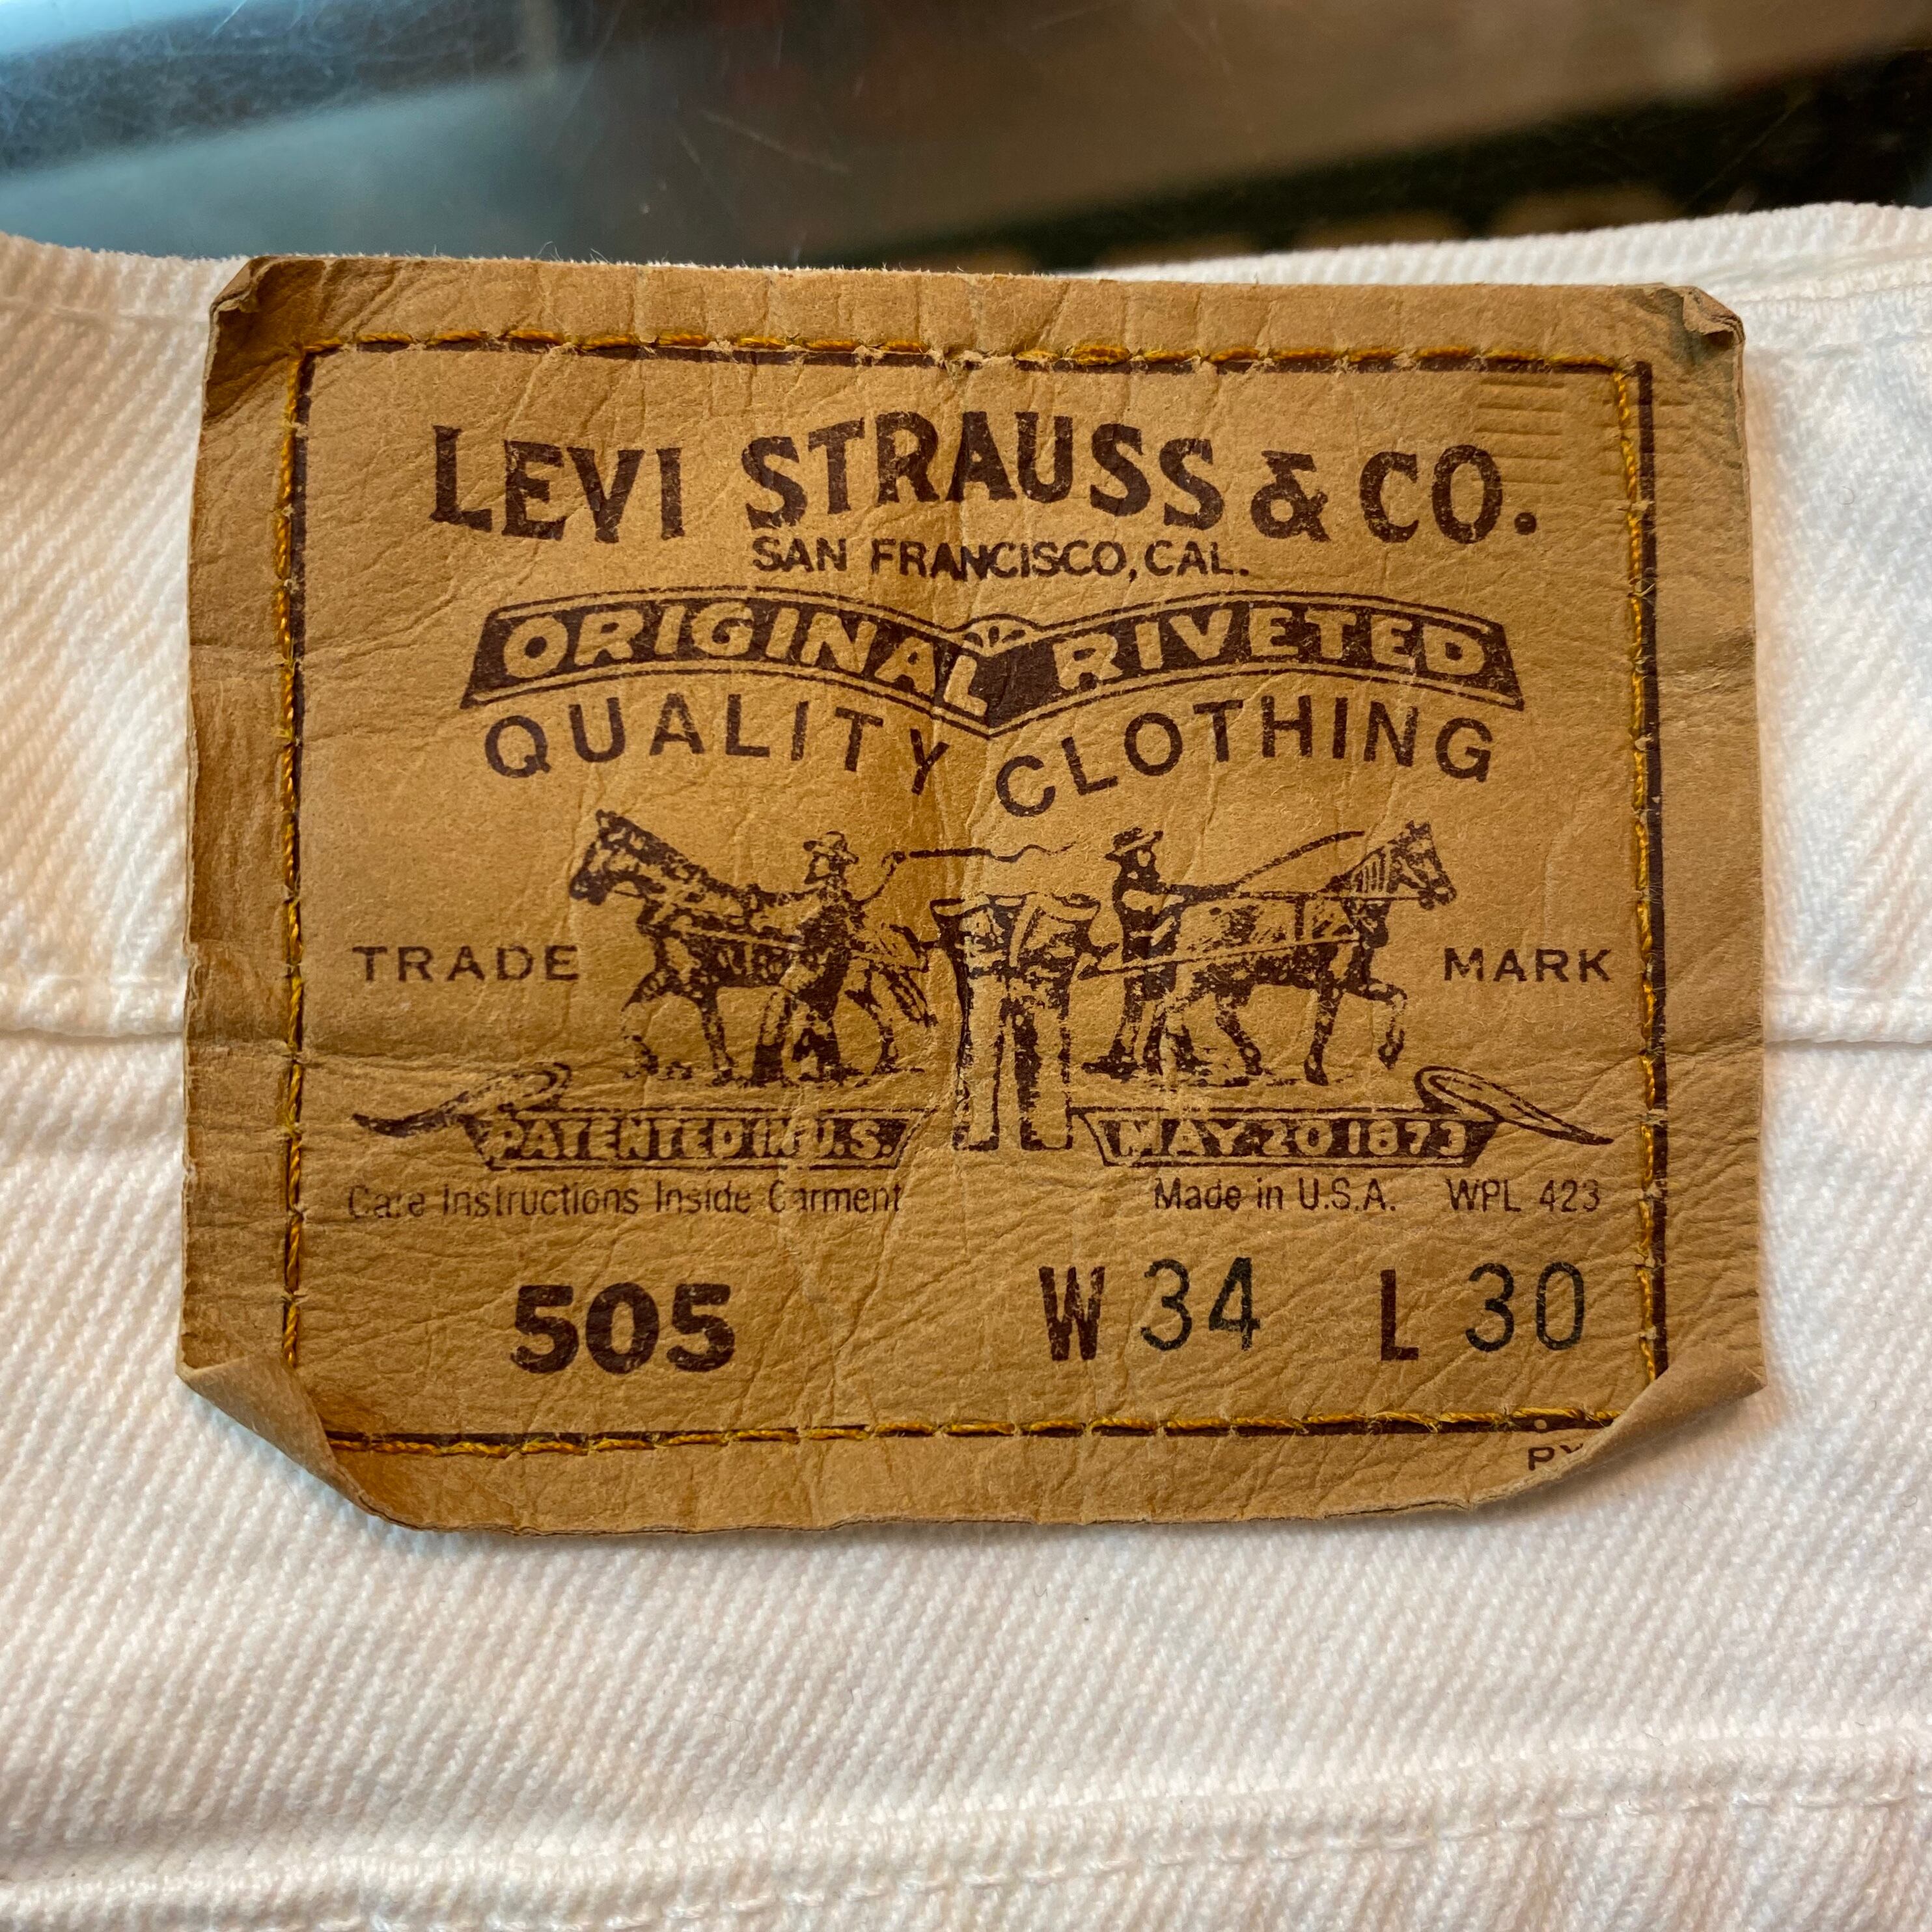 LEVI STRAUSS & CO.
SAN FRANCISCO, CAL.
ORIGINAL RIVETED
QUALITY CLOTHING
TRADE MARK
PATENTED IN U.S. MAY 20 1873
Care Instructions Inside Garment Made in U.S.A. WPL 423
505 W 34 L 30